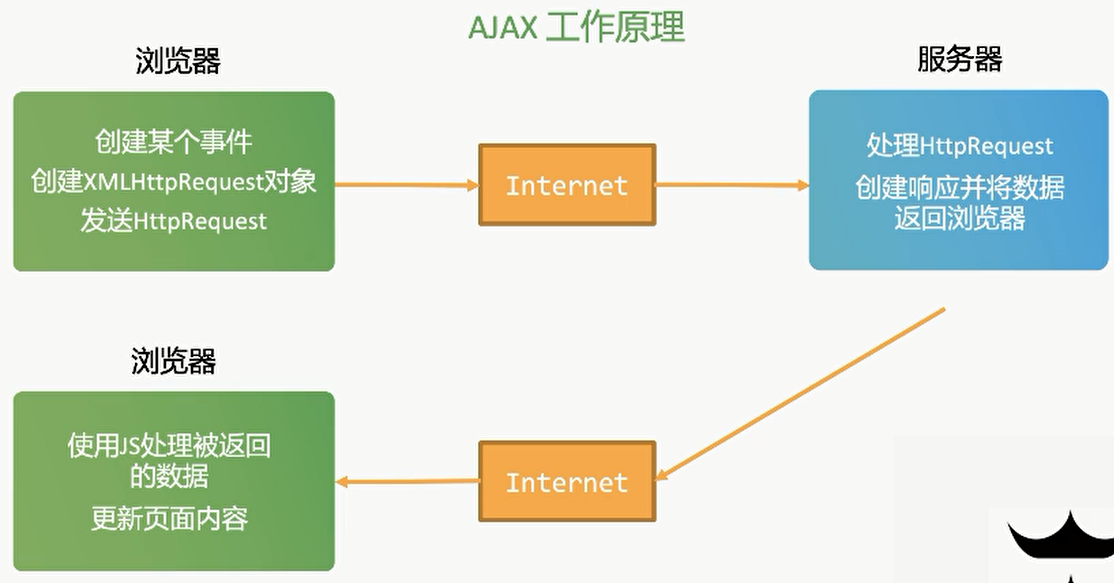 AJAX 工作原理
浏览器
服务器
创建某个事件
创建XMLHttpRequest对象
发送HttpRequest
Internet
处理HttpRequest
创建响应并将数据
返回浏览器
浏览器
使用JS处理被返回
的数据
更新页面内容
Internet